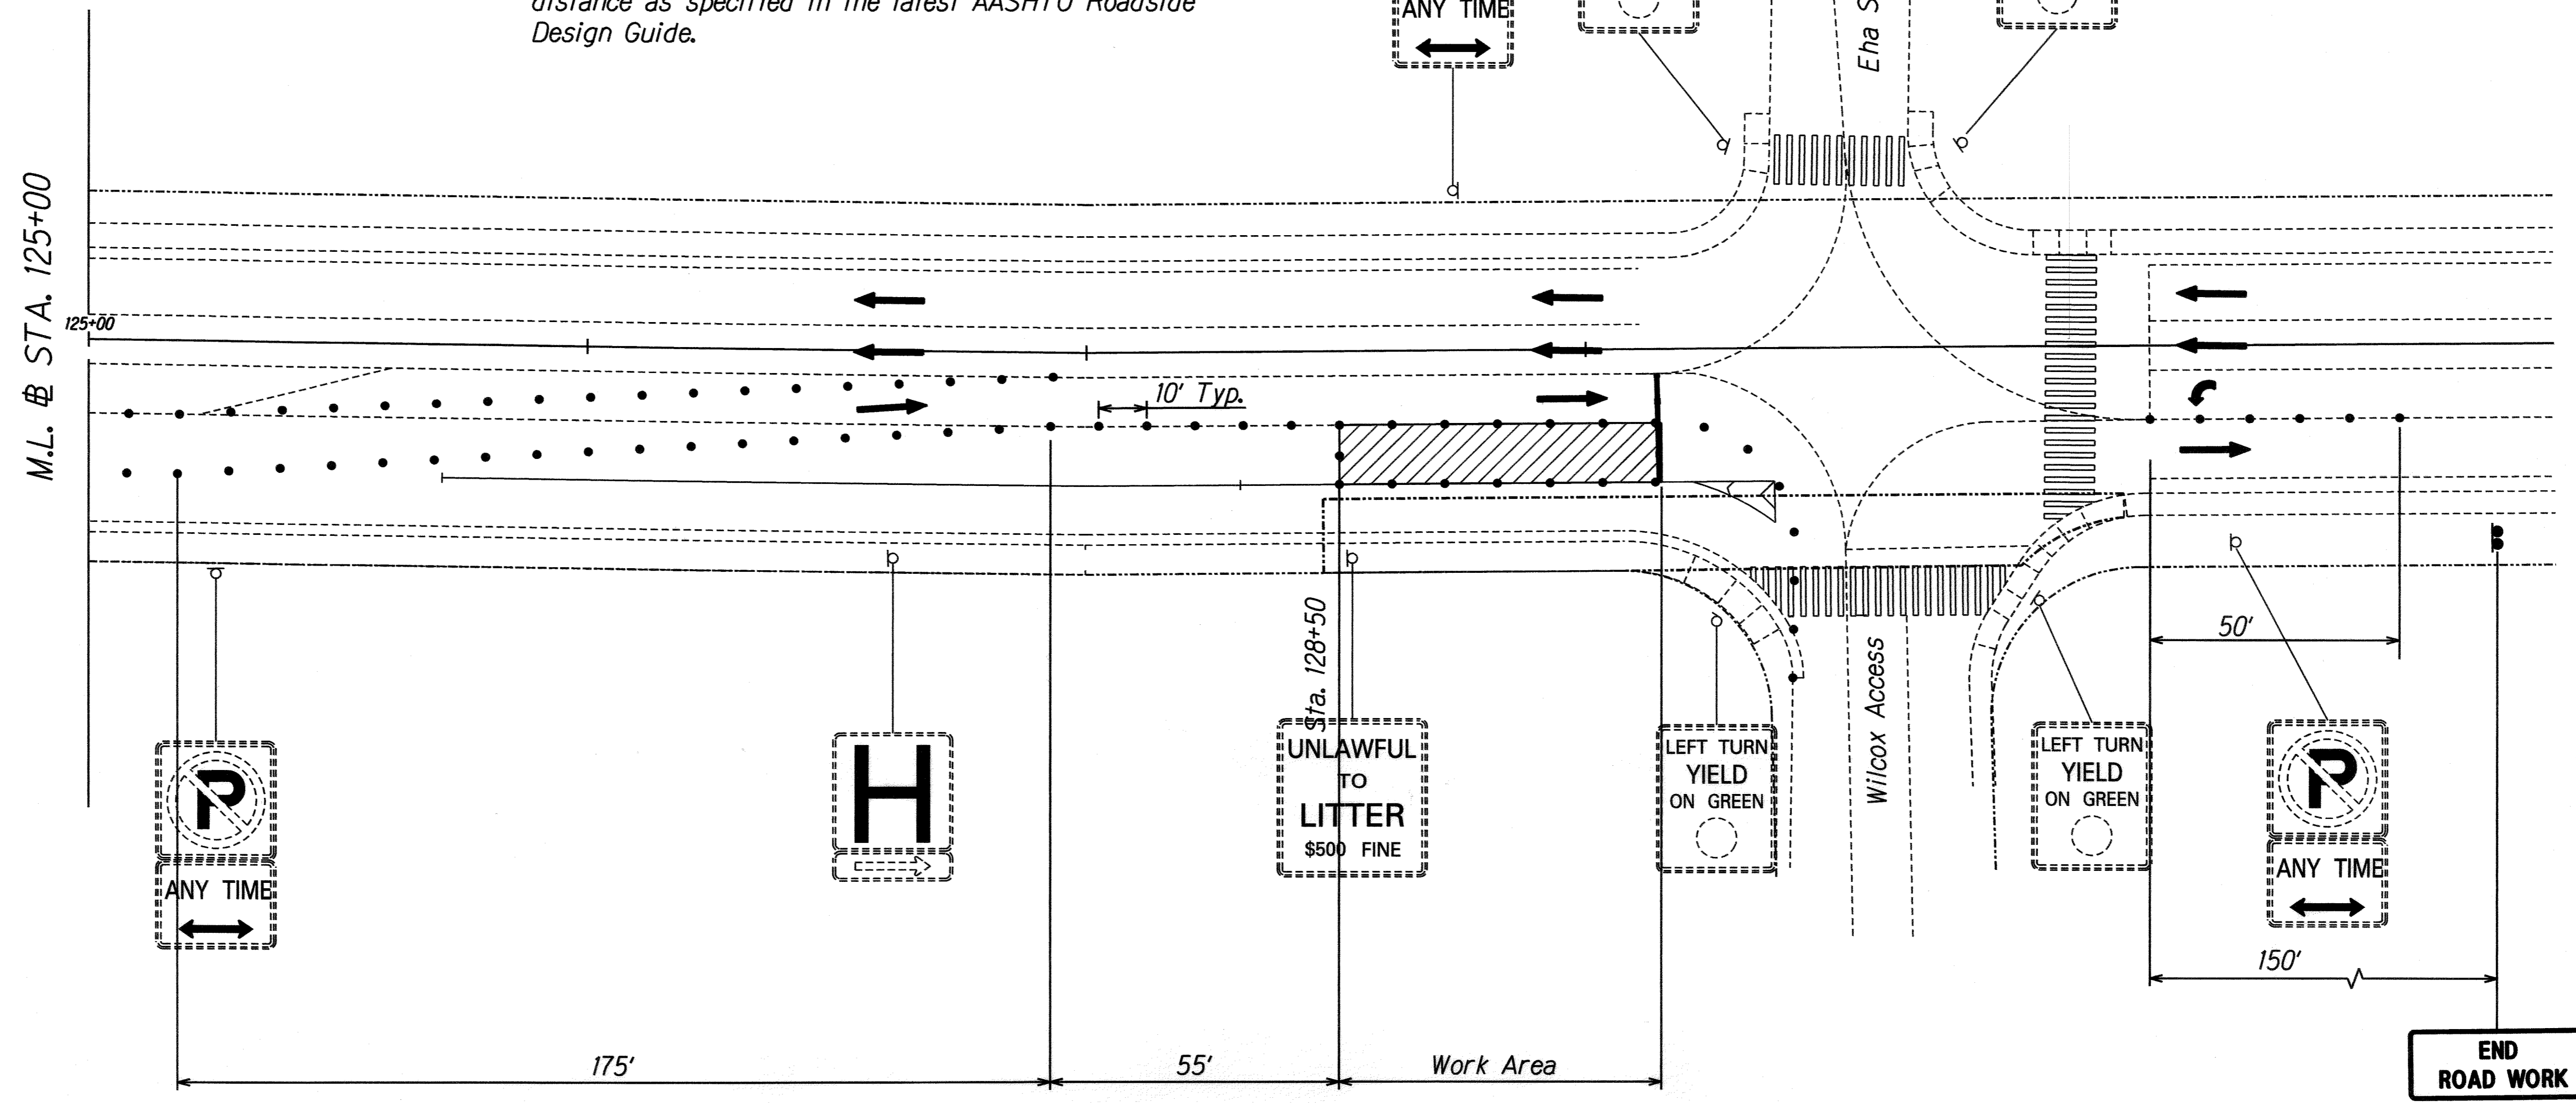 distance as specified in the latest AASHTO Roadside
Design Guide.
ANY TIME
Eha S
M.L. BL STA. 125+00
125+00
10' Typ.
Sta. 128+50
Wilcox Access
50'
150'
P
ANY TIME
H
UNLAWFUL
TO
LITTER
$500 FINE
LEFT TURN
YIELD
ON GREEN
LEFT TURN
YIELD
ON GREEN
P
ANY TIME
175'
55'
Work Area
END
ROAD WORK